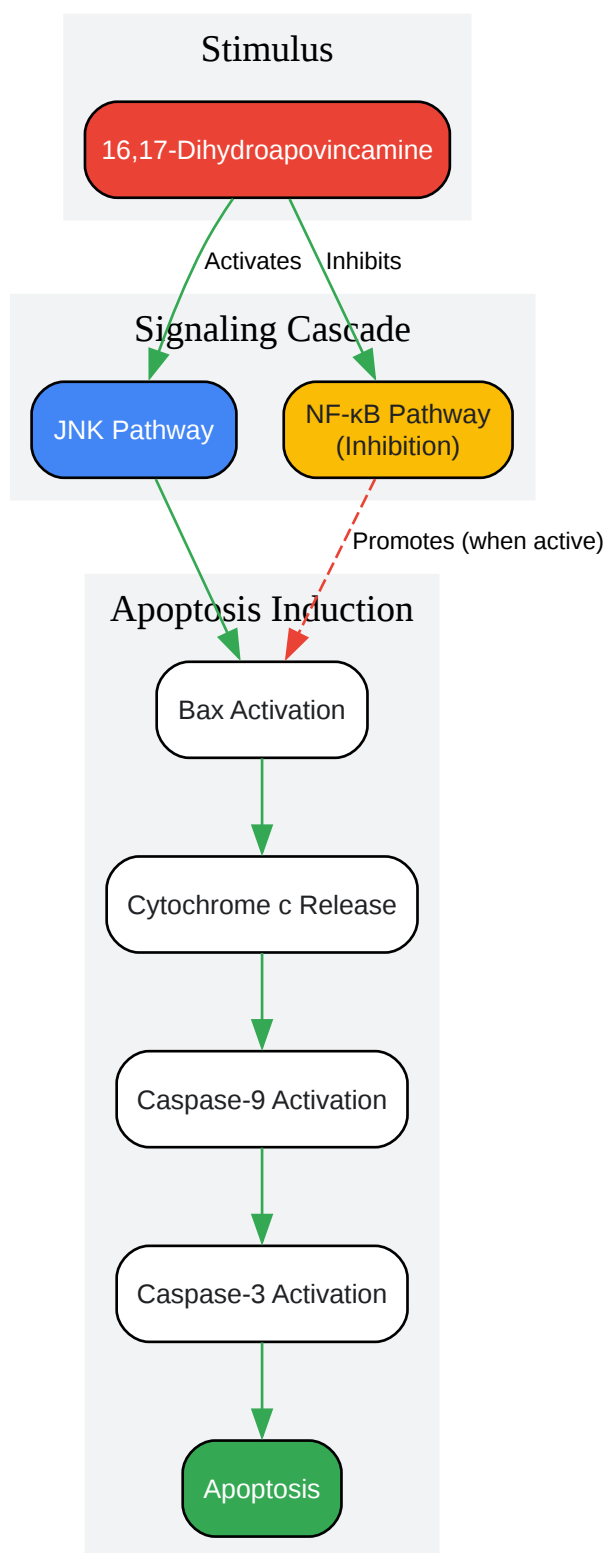 Stimulus
16,17-Dihydroapovincamine
Activates
Inhibits
Signaling Cascade
JNK Pathway
NF-κB Pathway
(Inhibition)
Promotes (when active)
Apoptosis Induction
Bax Activation
Cytochrome c Release
Caspase-9 Activation
Caspase-3 Activation
Apoptosis